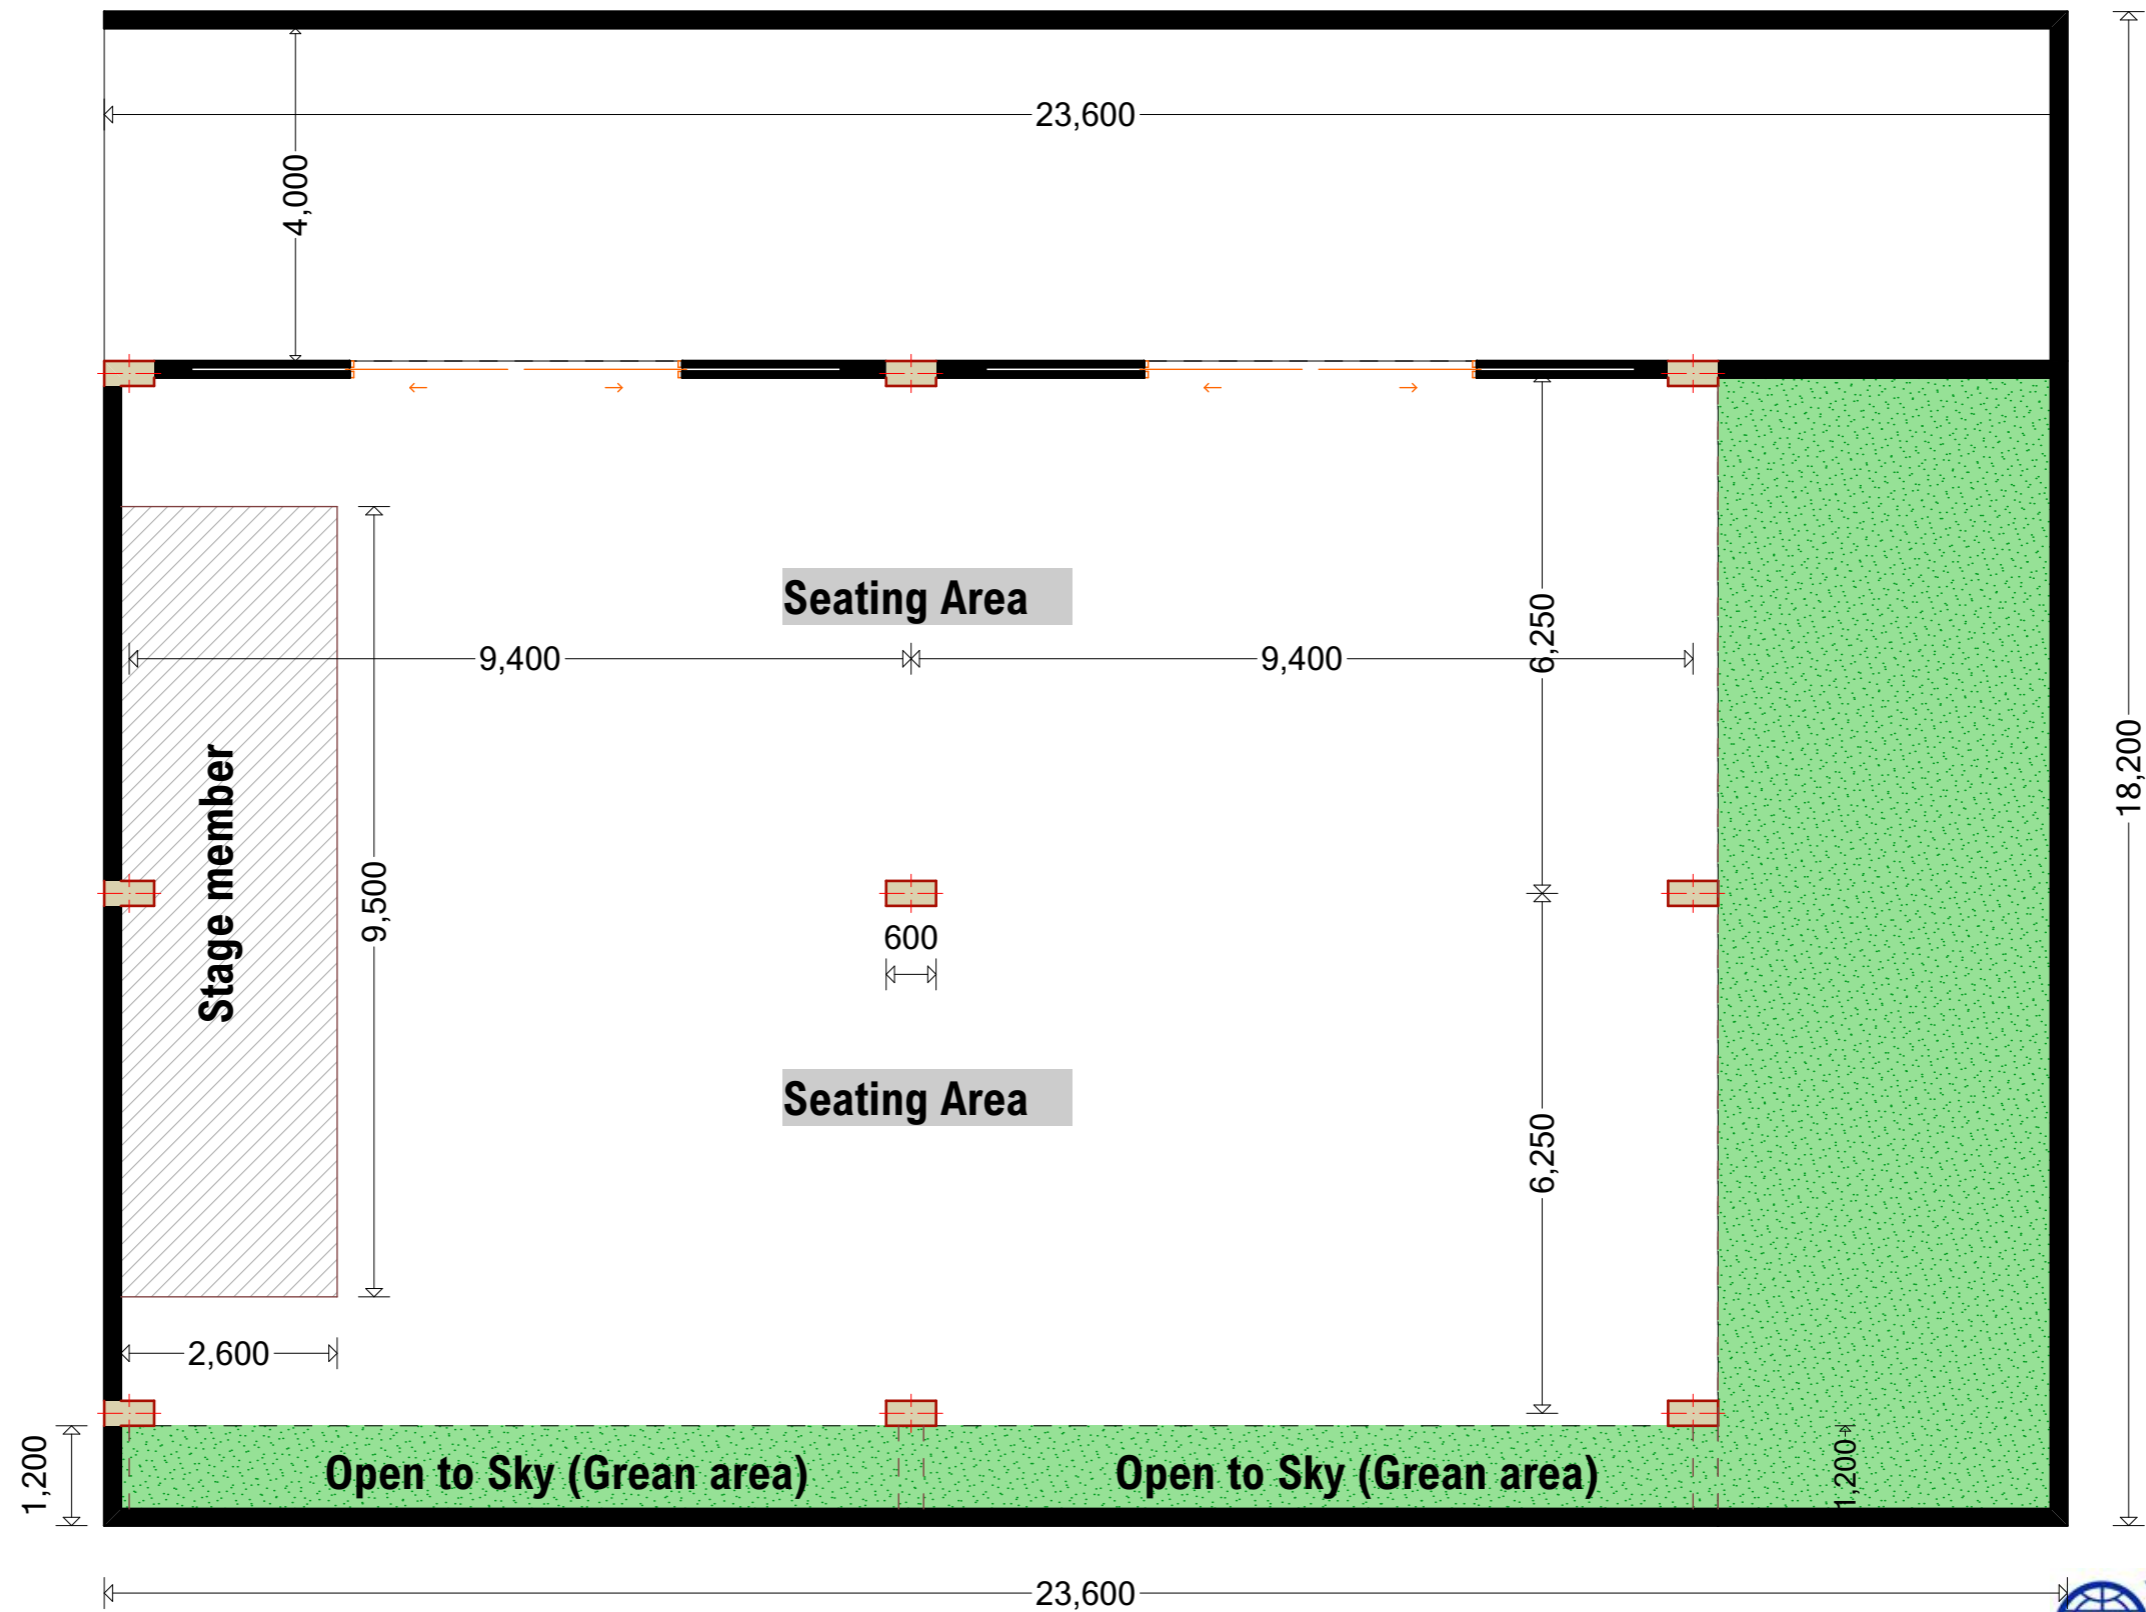 23,600
4,000
Seating Area
9,400
9,400
6,250
18,200
Stage member
9,500
600
Seating Area
6,250
2,600
1,200
Open to Sky (Grean area)
Open to Sky (Grean area)
1,200
23,600